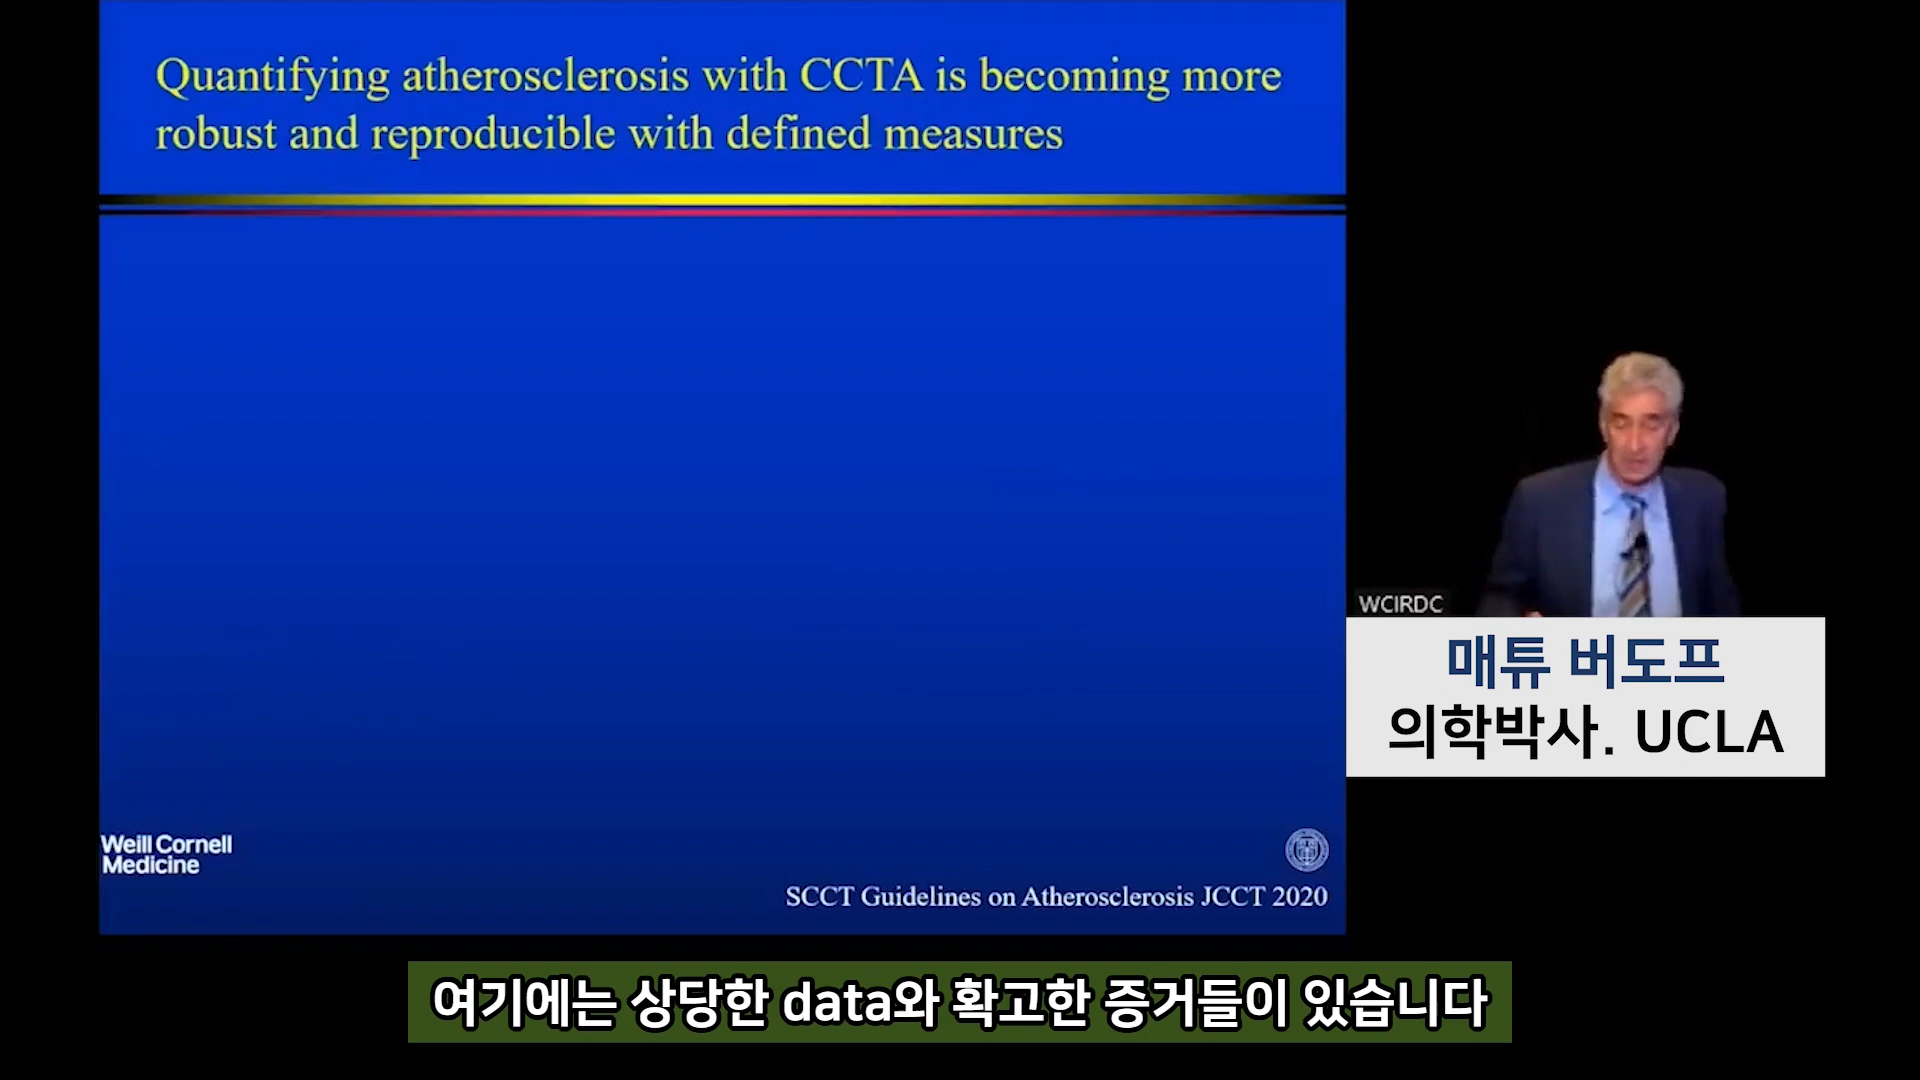 Quantifying atherosclerosis with CCTA is becoming more
robust and reproducible with defined measures
WCIRDC
매튜 버도프
의학박사. UCLA
Weill Cornell
Medicine
SCCT Guidelines on Atherosclerosis JCCT 2020
여기에는 상당한 data와 확고한 증거들이 있습니다